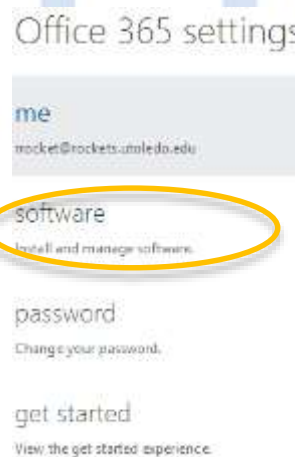 Office 365 settings
me
rrocket@rockets.utoledo.edu
software
Install and manage software.
password
Change your password.
get started
View the get started experience.